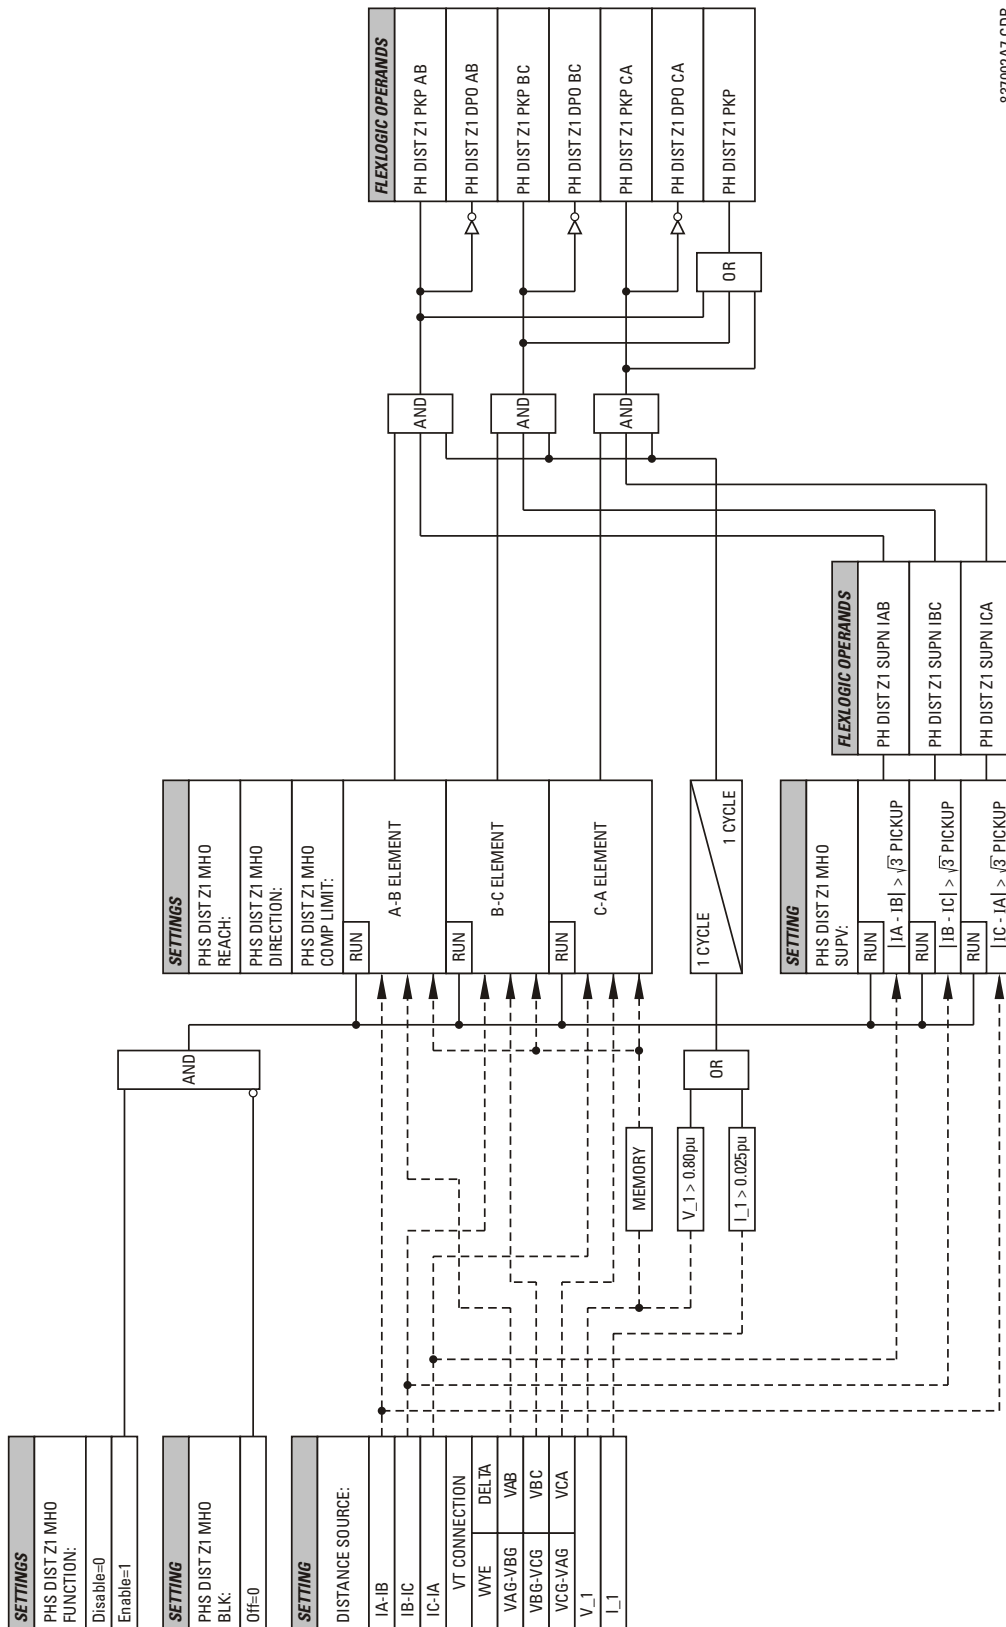 SETTINGS
PHS DIST Z1 MHO
FUNCTION:
Disable=0
Enable=1
SETTING
PHS DIST Z1 MHO
BLK:
Off=0
SETTING
DISTANCE SOURCE:
IA-IB
IB-IC
IC-IA
VT CONNECTION
WYE DELTA
VAG-VBG VAB
VBG-VCG VBC
VCG-VAG VCA
V_1
I_1
AND
MEMORY
V_1 > 0.80pu
I_1 > 0.025pu
OR
SETTINGS
PHS DIST Z1 MHO
REACH:
PHS DIST Z1 MHO
DIRECTION:
PHS DIST Z1 MHO
COMP LIMIT:
RUN
A-B ELEMENT
RUN
B-C ELEMENT
RUN
C-A ELEMENT
1 CYCLE
1 CYCLE
SETTING
PHS DIST Z1 MHO
SUPV:
RUN
|IA - IB| > √3 PICKUP
RUN
|IB - IC| > √3 PICKUP
RUN
|IC - IA| > √3 PICKUP
FLEXLOGIC OPERANDS
PH DIST Z1 SUPN IAB
PH DIST Z1 SUPN IBC
PH DIST Z1 SUPN ICA
AND
AND
AND
OR
FLEXLOGIC OPERANDS
PH DIST Z1 PKP AB
PH DIST Z1 DPO AB
PH DIST Z1 PKP BC
PH DIST Z1 DPO BC
PH DIST Z1 PKP CA
PH DIST Z1 DPO CA
PH DIST Z1 PKP